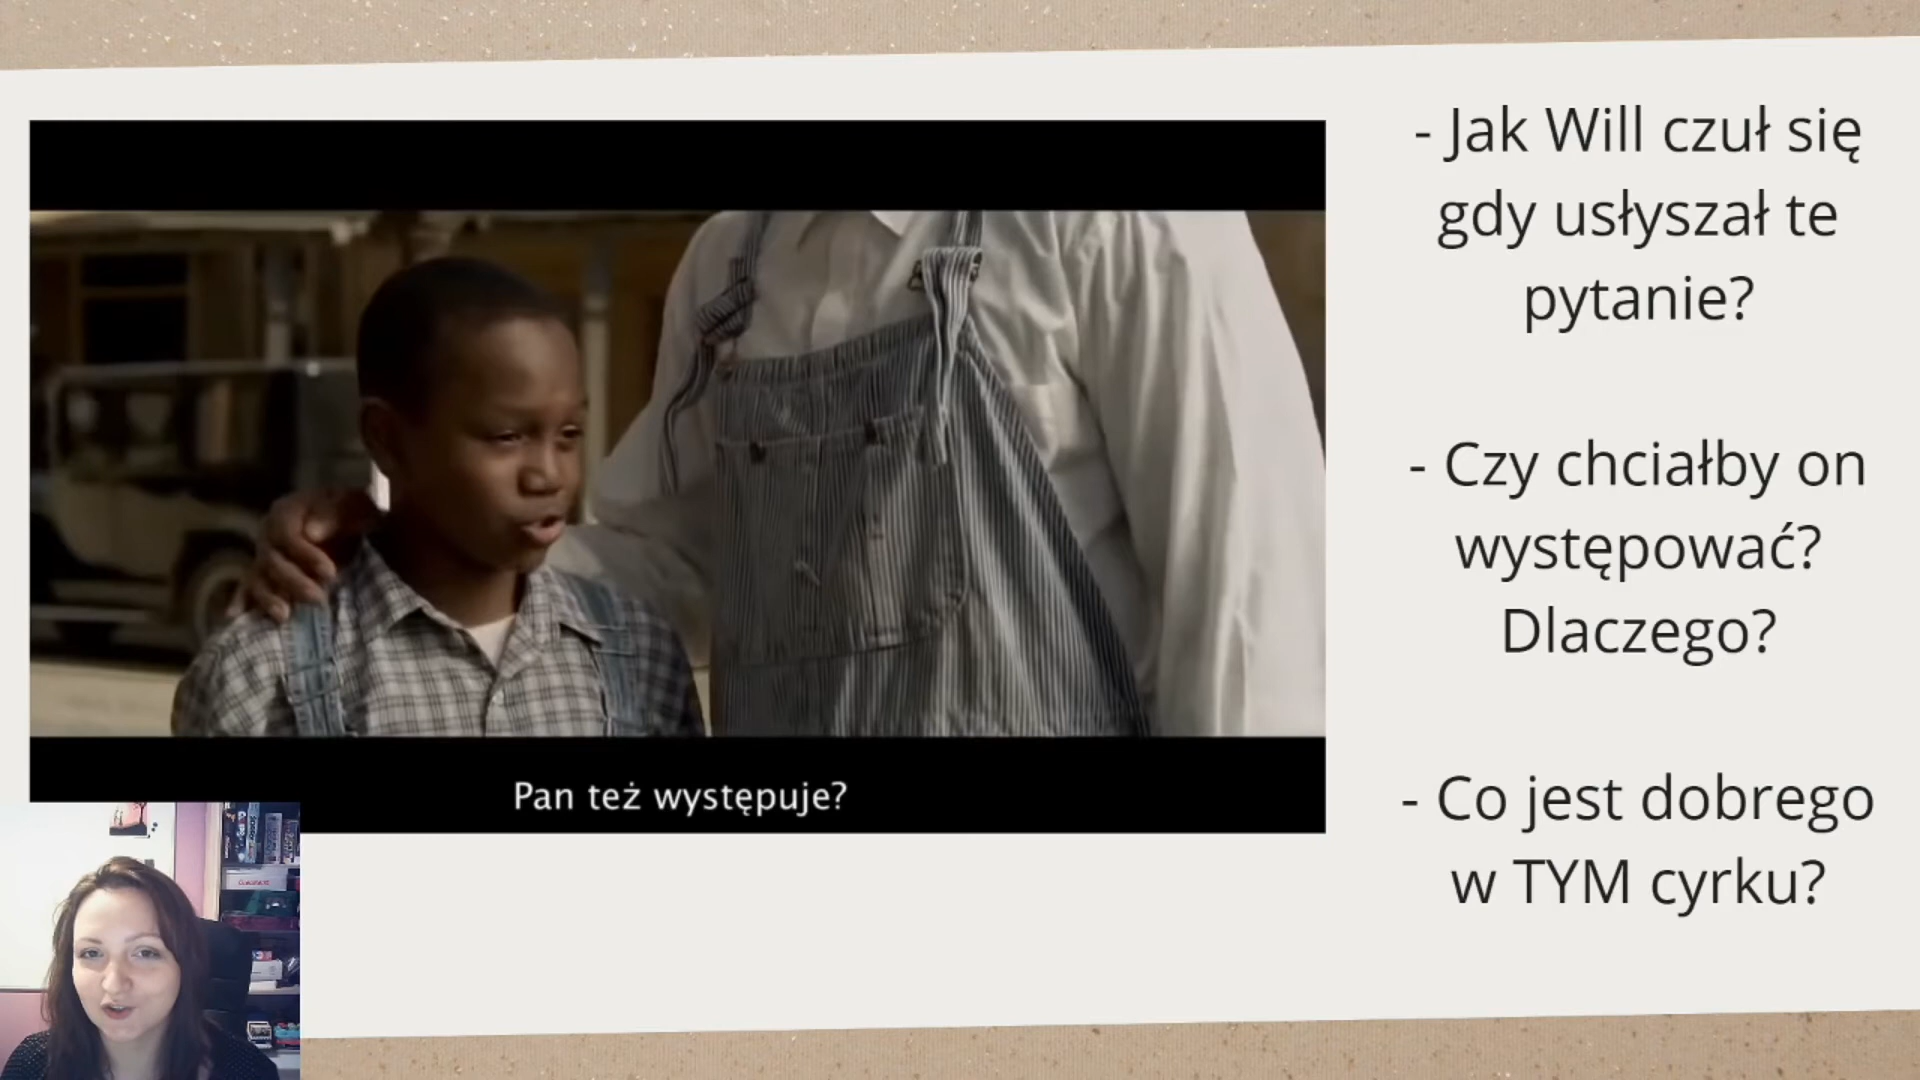 - Jak Will czuł się
gdy usłyszał te
pytanie?
- Czy chciałby on
występować?
Dlaczego?
- Co jest dobrego
w TYM cyrku?
Pan też występuje?